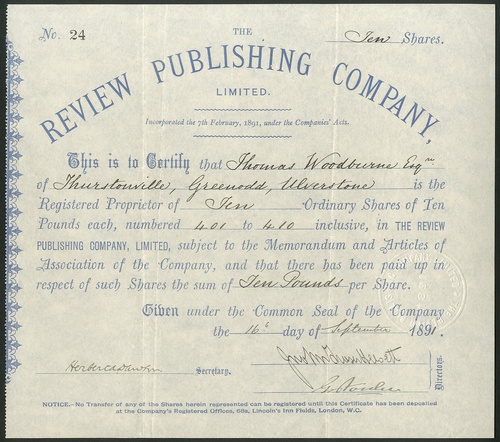 No. 24
THE
Ten Shares.
REVIEW PUBLISHING COMPANY,
LIMITED.
Incorporated the 7th February, 1891, under the Companies' Acts.
This is to Certify that Thomas Woodburne Esqre
of Thurstonville, Greenodd, Ulverstone is the
Registered Proprietor of Ten Ordinary Shares of Ten
Pounds each, numbered 401 to 410 inclusive, in THE REVIEW
PUBLISHING COMPANY, LIMITED, subject to the Memorandum and Articles of
Association of the Company, and that there has been paid up in
respect of such Shares the sum of Ten Pounds per Share.
Given under the Common Seal of the Company
the 16th day of September 1891.
Secretary.
Directors.
NOTICE.—No Transfer of any of the Shares herein represented can be registered until this Certificate has been deposited
at the Company's Registered Offices, 68a, Lincoln's Inn Fields, London, W.C.